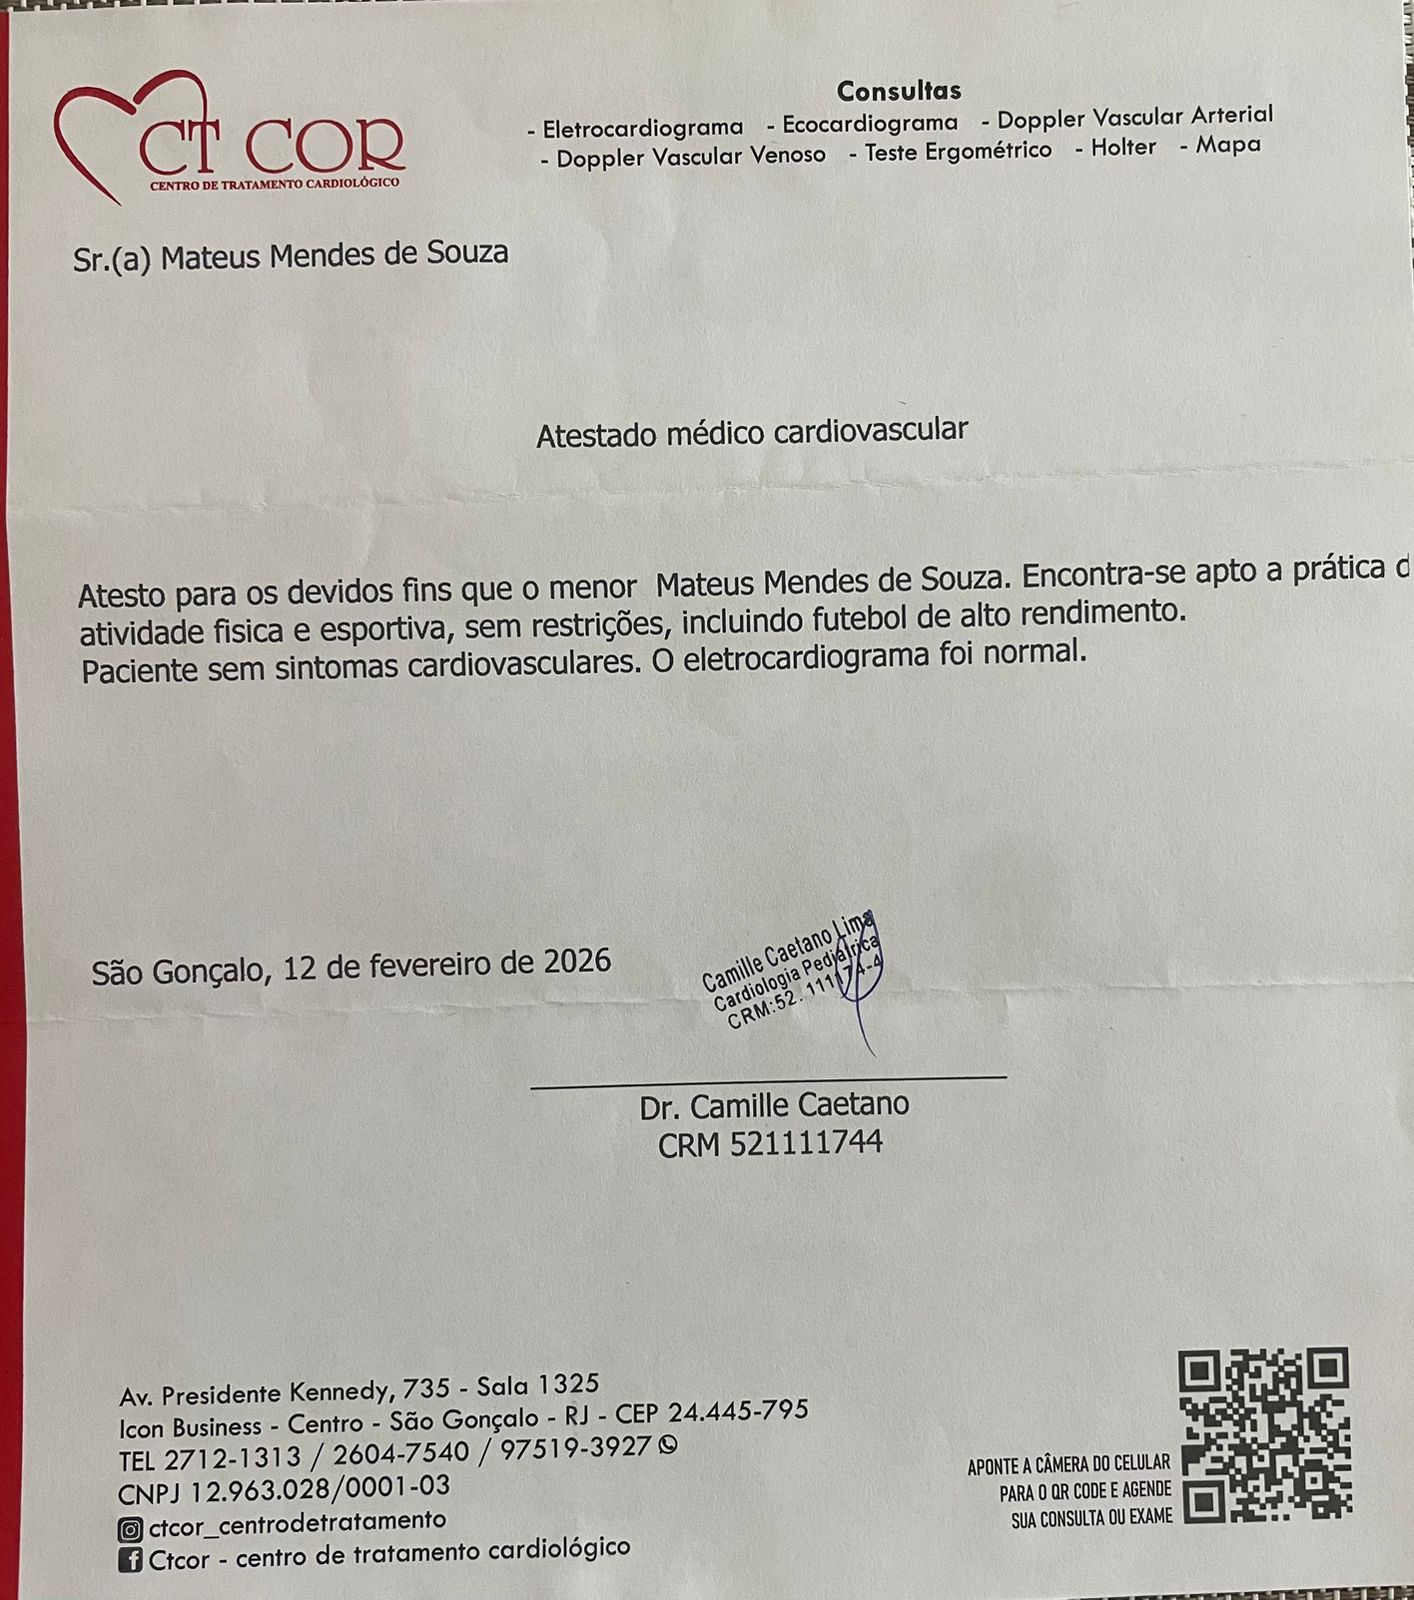 CT COR
CENTRO DE TRATAMENTO CARDIOLÓGICO
Consultas
- Eletrocardiograma - Ecocardiograma - Doppler Vascular Arterial
- Doppler Vascular Venoso - Teste Ergométrico - Holter - Mapa
Sr.(a) Mateus Mendes de Souza
Atestado médico cardiovascular
Atesto para os devidos fins que o menor Mateus Mendes de Souza. Encontra-se apto a prática d
atividade fisica e esportiva, sem restrições, incluindo futebol de alto rendimento.
Paciente sem sintomas cardiovasculares. O eletrocardiograma foi normal.
São Gonçalo, 12 de fevereiro de 2026
Camille Caetano Lima
Cardiologia Pediátrica
CRM:52. 111174-4
Dr. Camille Caetano
CRM 521111744
Av. Presidente Kennedy, 735 - Sala 1325
Icon Business - Centro - São Gonçalo - RJ - CEP 24.445-795
TEL 2712-1313 / 2604-7540 / 97519-3927
CNPJ 12.963.028/0001-03
ctcor_centrodetratamento
Ctcor - centro de tratamento cardiológico
APONTE A CÂMERA DO CELULAR
PARA O QR CODE E AGENDE
SUA CONSULTA OU EXAME